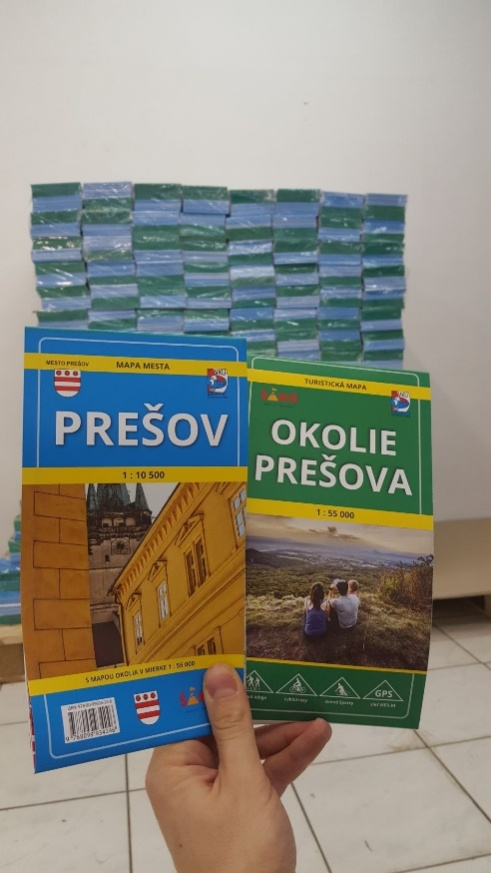 MESTO PREŠOV
MAPA MESTA
PREŠOV
1 : 10 500
S MAPOU OKOLIA V MIERKE 1 : 55 000
TURISTICKÁ MAPA
OKOLIE
PREŠOVA
1 : 55 000
GPS